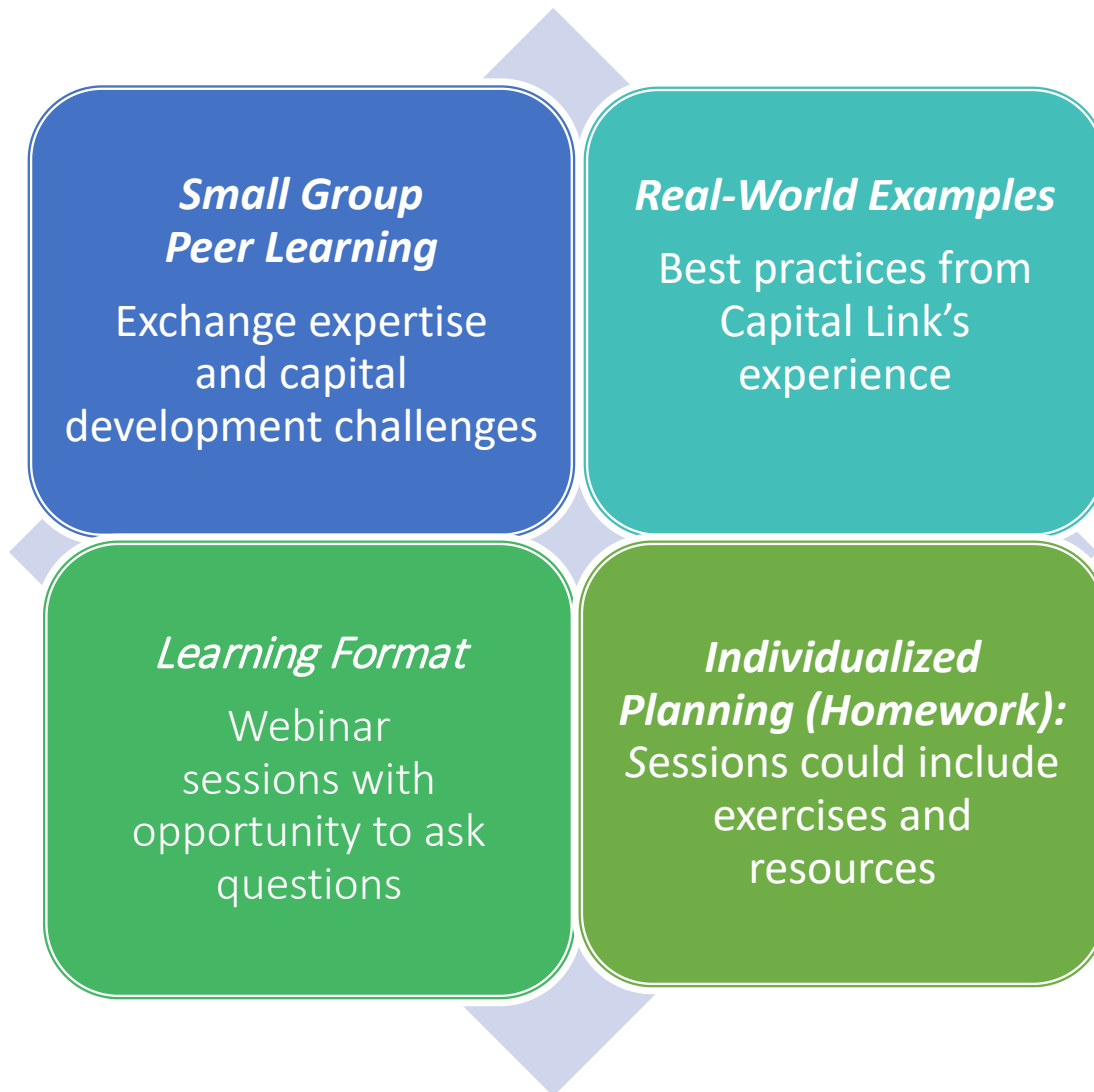 Small Group
Peer Learning
Exchange expertise
and capital
development challenges
Real-World Examples
Best practices from
Capital Link’s
experience
Learning Format
Webinar
sessions with
opportunity to ask
questions
Individualized
Planning (Homework):
Sessions could include
exercises and
resources